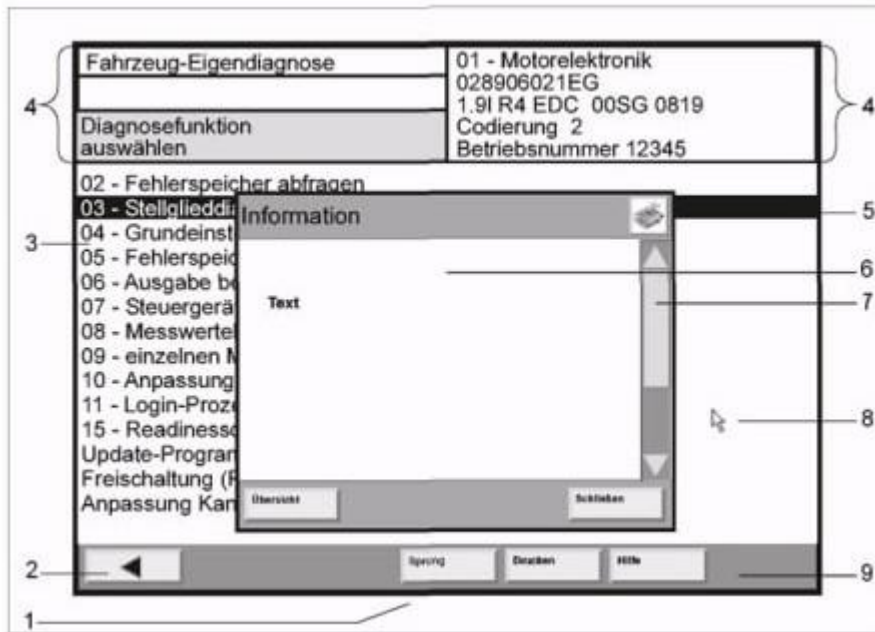 Fahrzeug-Eigendiagnose
Diagnosefunktion
auswählen
01 - Motorelektronik
028906021EG
1.9l R4 EDC 00SG 0819
Codierung 2
Betriebsnummer 12345
4
4
02 - Fehlerspeicher abfragen
03 - Stellglieddi
04 - Grundeinst
05 - Fehlerspeic
06 - Ausgabe be
07 - Steuergerä
08 - Messwerte
09 - einzelnen M
10 - Anpassung
11 - Login-Proze
15 - Readinessc
Update-Program
Freischaltung (F
Anpassung Kan
3
Information
Text
Übersicht
Schließen
5
6
7
8
Sprung
Drucken
Hilfe
2
9
1